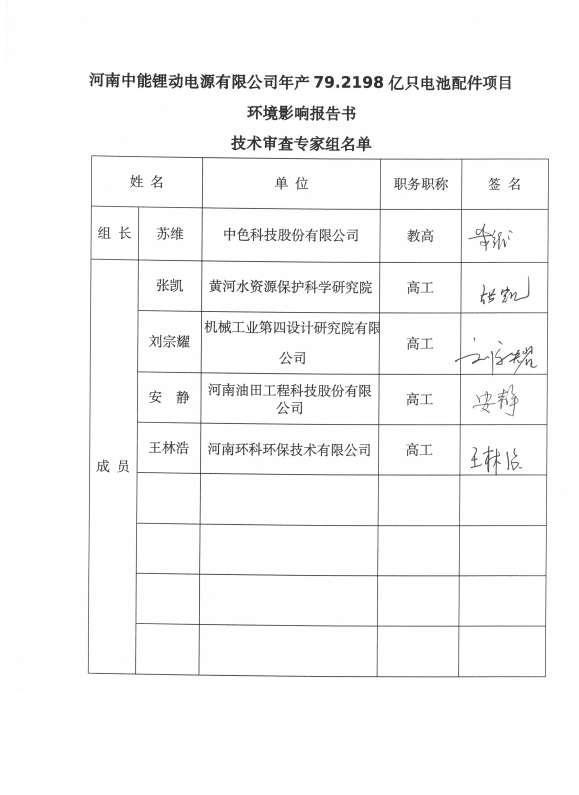 河南中能锂动电源有限公司年产 79.2198 亿只电池配件项目
环境影响报告书
技术审查专家组名单
姓 名 单 位 职务职称 签 名
组 长 苏维 中色科技股份有限公司 教高 苏维
成 员
张凯 黄河水资源保护科学研究院 高工 张凯
刘宗耀 机械工业第四设计研究院有限
公司 高工 刘宗耀
安 静 河南油田工程科技股份有限
公司 高工 安静
王林浩 河南环科环保技术有限公司 高工 王林浩